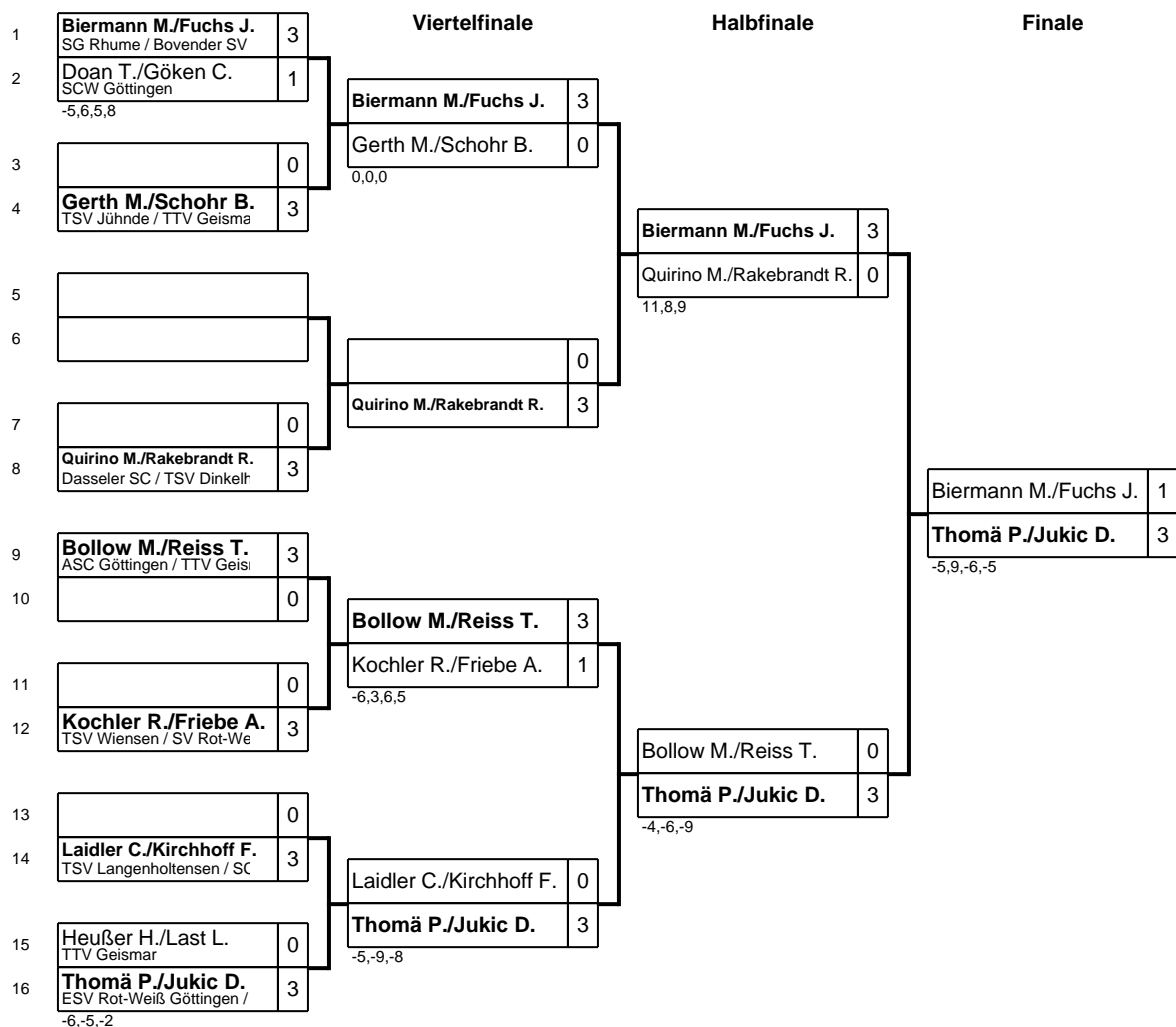 Viertelfinale
Halbfinale
Finale
1
Biermann M./Fuchs J.
SG Rhume / Bovender SV
3
2
Doan T./Göken C.
SCW Göttingen
1
-5,6,5,8
3
0
4
Gerth M./Schohr B.
TSV Jühnde / TTV Geisma
3
5
6
7
0
8
Quirino M./Rakebrandt R.
Dasseler SC / TSV Dinkelh
3
9
Bollow M./Reiss T.
ASC Göttingen / TTV Geis
3
10
0
11
0
12
Kochler R./Friebe A.
TSV Wiensen / SV Rot-We
3
13
0
14
Laidler C./Kirchhoff F.
TSV Langenholtensen / SC
3
15
Heußer H./Last L.
TTV Geismar
0
16
Thomä P./Jukic D.
ESV Rot-Weiß Göttingen /
3
-6,-5,-2
Biermann M./Fuchs J. 3
Gerth M./Schohr B. 0
0,0,0
0
Quirino M./Rakebrandt R. 3
Bollow M./Reiss T. 3
Kochler R./Friebe A. 1
-6,3,6,5
Laidler C./Kirchhoff F. 0
Thomä P./Jukic D. 3
-5,-9,-8
Biermann M./Fuchs J. 3
Quirino M./Rakebrandt R. 0
11,8,9
Bollow M./Reiss T. 0
Thomä P./Jukic D. 3
-4,-6,-9
Biermann M./Fuchs J. 1
Thomä P./Jukic D. 3
-5,9,-6,-5